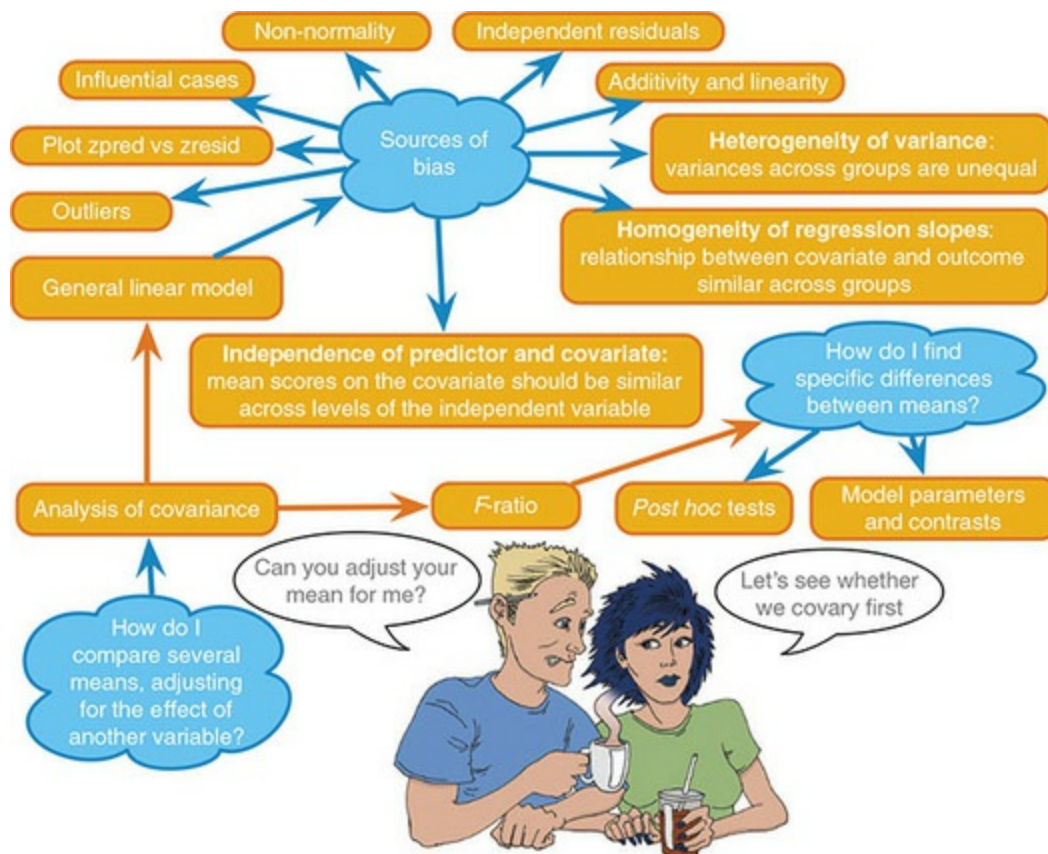 Non-normality
Independent residuals
Influential cases
Additivity and linearity
Plot zpred vs zresid
Sources of
bias
Heterogeneity of variance:
variances across groups are unequal
Outliers
Homogeneity of regression slopes:
relationship between covariate and outcome
similar across groups
General linear model
Independence of predictor and covariate:
mean scores on the covariate should be similar
across levels of the independent variable
How do I find
specific differences
between means?
Analysis of covariance
F-ratio
Post hoc tests
Model parameters
and contrasts
Can you adjust your
mean for me?
Let's see whether
we covary first
How do I
compare several
means, adjusting
for the effect of
another variable?